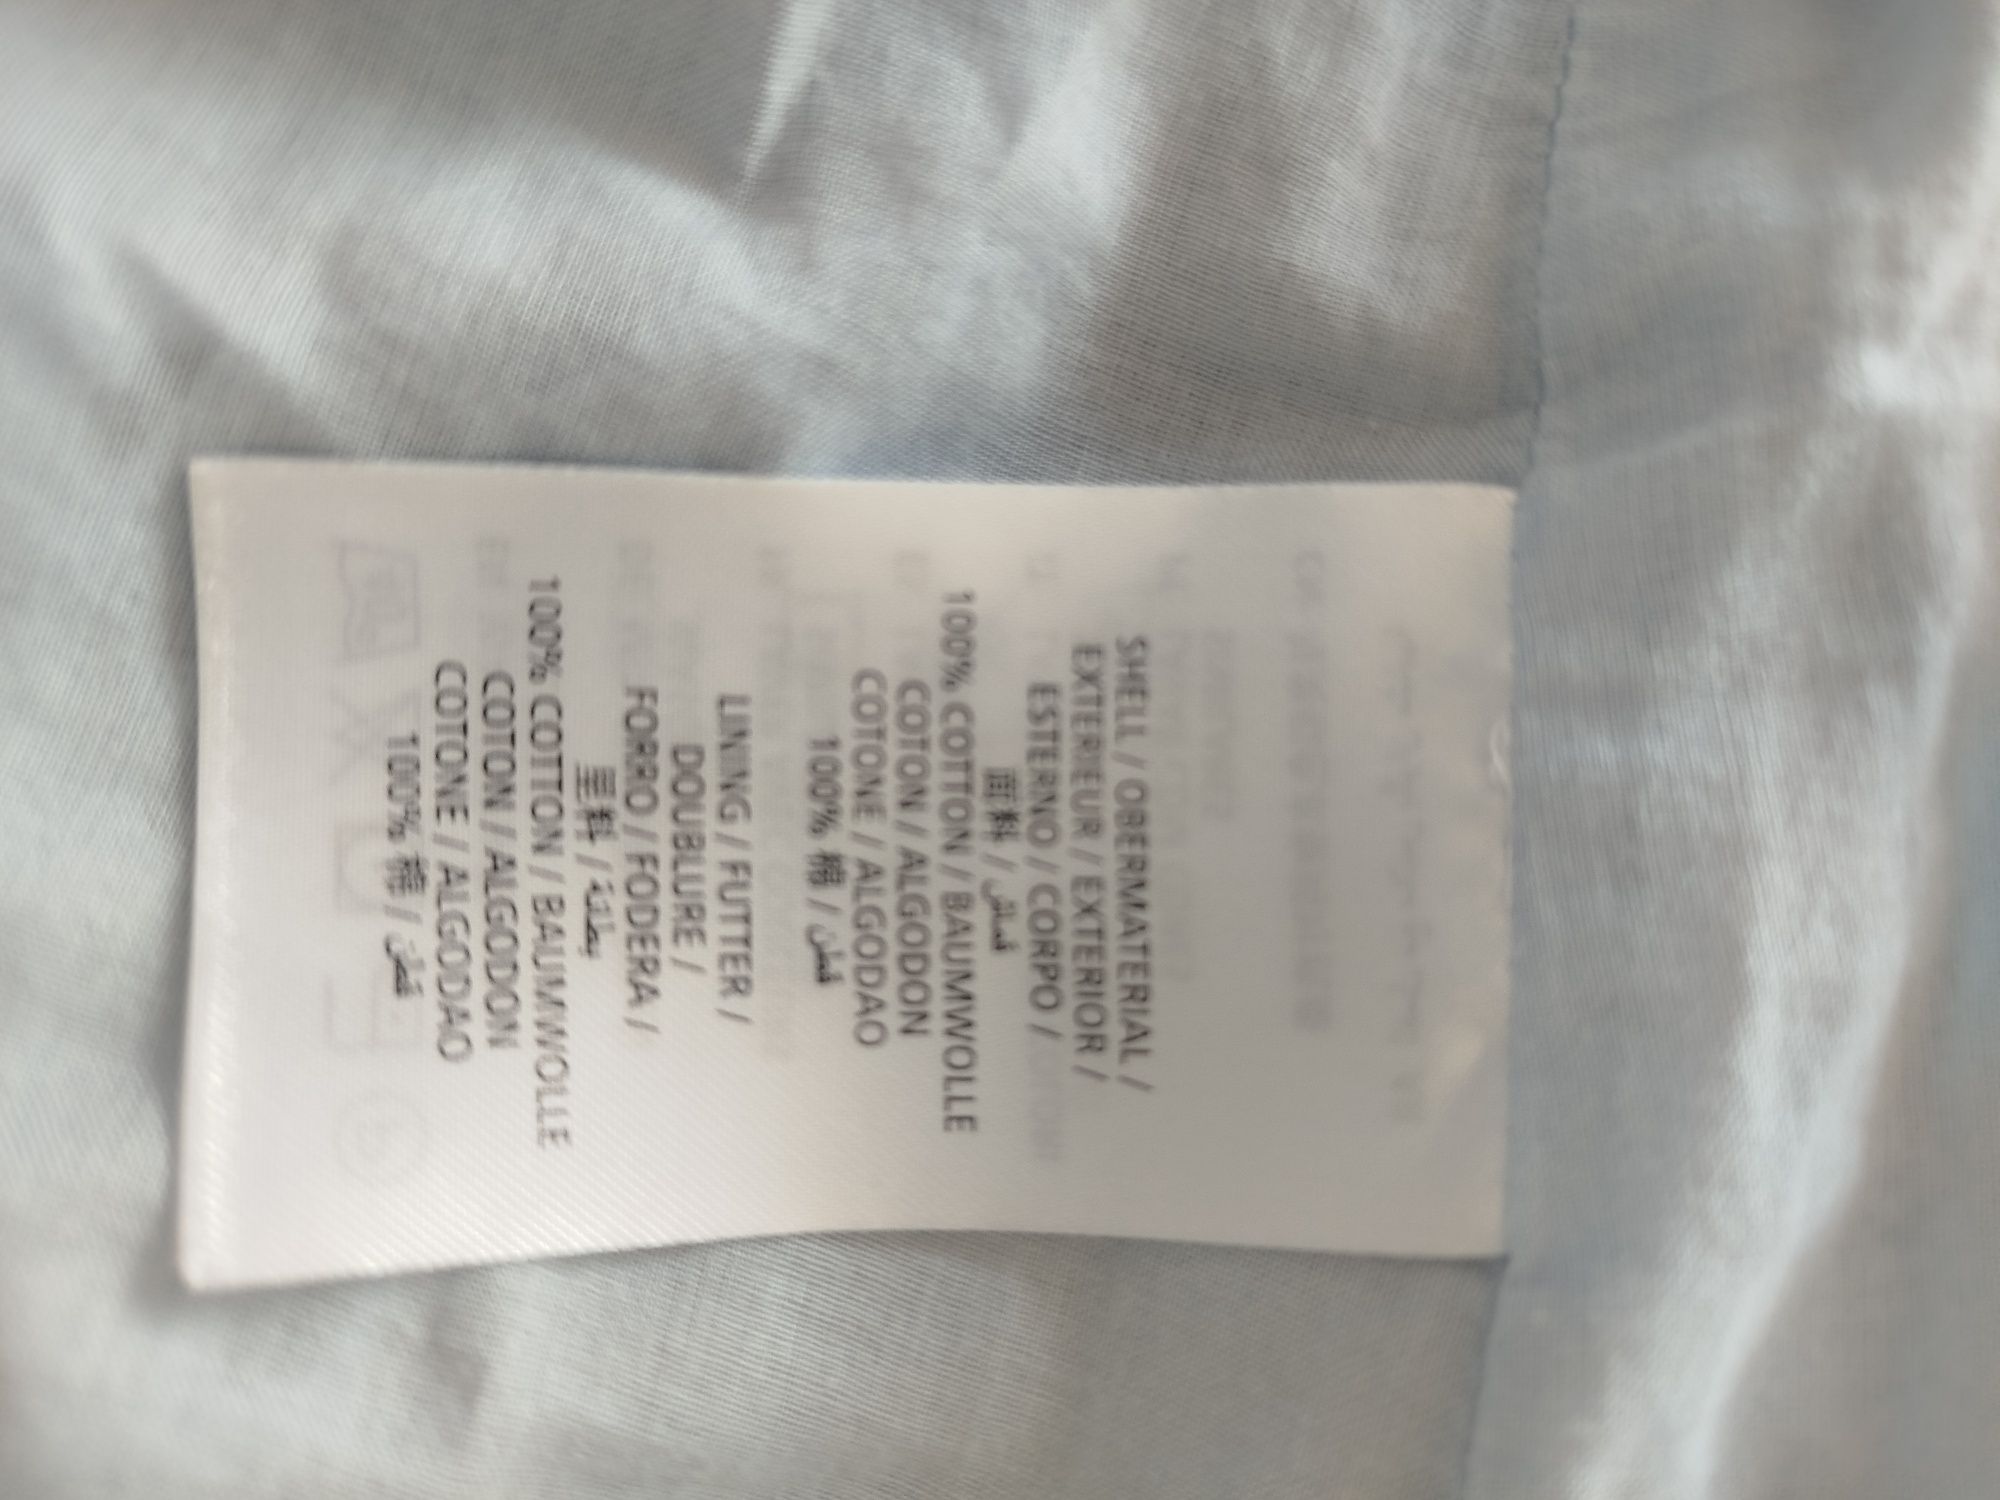 SHELL / OBERMATERIAL /
EXTERIEUR / EXTERIOR /
ESTERNO / CORPO /
面料 / قماش
100% COTTON / BAUMWOLLE
COTON / ALGODON
COTONE / ALGODAO
100% 棉 / قطن
LINING / FUTTER /
DOUBLURE /
FORRO / FODERA /
里料 / بطانة
100% COTTON / BAUMWOLLE
COTON / ALGODON
COTONE / ALGODAO
100% 棉 / قطن